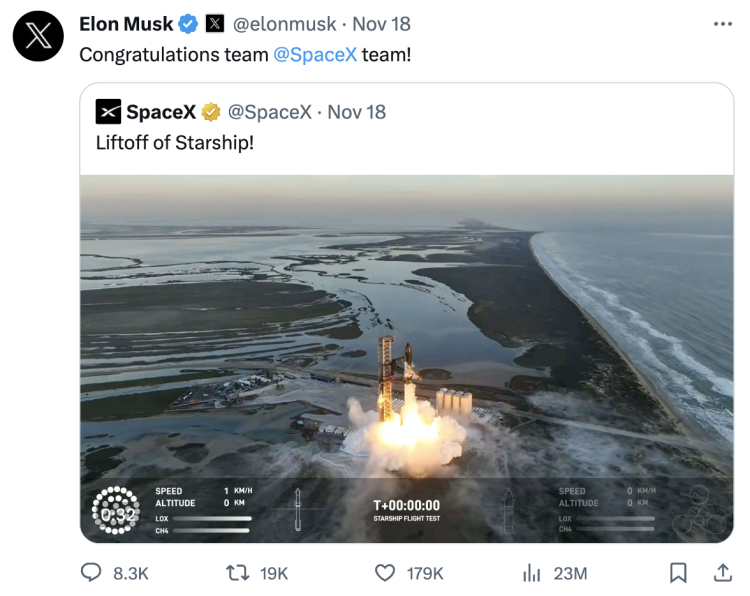 Elon Musk @elonmusk · Nov 18
Congratulations team @SpaceX team!
SpaceX @SpaceX · Nov 18
Liftoff of Starship!
0:32
SPEED 1 KM/H
ALTITUDE 0 KM
LOX
CH4
T+00:00:00
STARSHIP FLIGHT TEST
SPEED 0 KM/H
ALTITUDE 0 KM
LOX
CH4
8.3K 19K 179K 23M